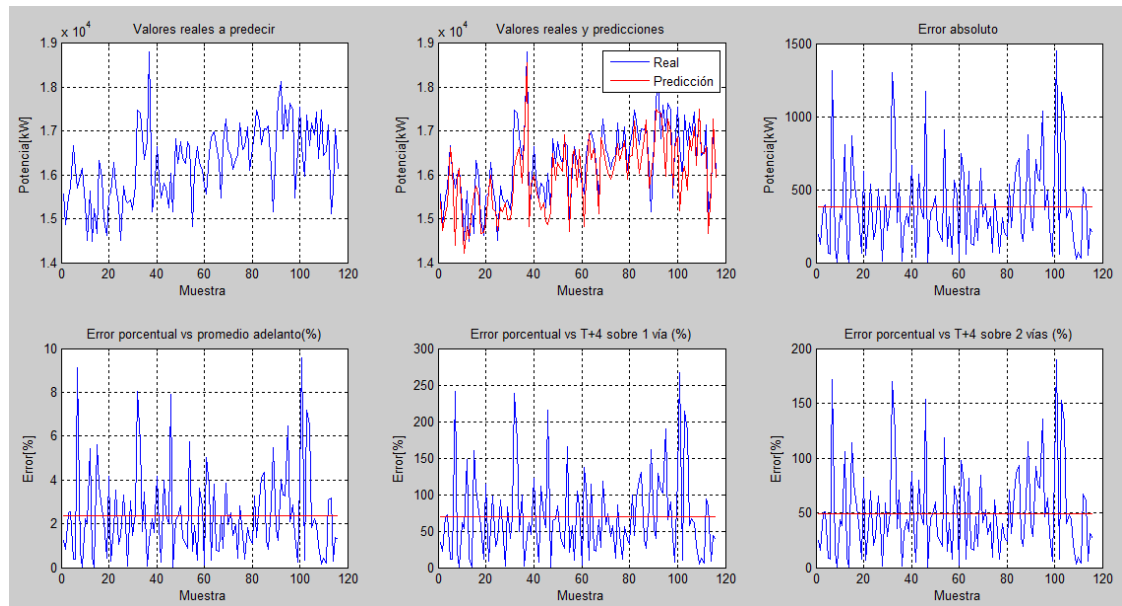 Valores reales a predecir
x 10^4
1.9
1.8
1.7
1.6
1.5
1.4
Potencia[kW]
0 20 40 60 80 100 120
Muestra
Valores reales y predicciones
x 10^4
1.9
1.8
1.7
1.6
1.5
1.4
Potencia[kW]
Real
Predicción
0 20 40 60 80 100 120
Muestra
Error absoluto
1500
1000
500
0
Potencia[kW]
0 20 40 60 80 100 120
Muestra
Error porcentual vs promedio adelanto(%)
10
8
6
4
2
0
Error[%]
0 20 40 60 80 100 120
Muestra
Error porcentual vs T+4 sobre 1 vía (%)
300
250
200
150
100
50
0
Error[%]
0 20 40 60 80 100 120
Muestra
Error porcentual vs T+4 sobre 2 vías (%)
200
150
100
50
0
Error[%]
0 20 40 60 80 100 120
Muestra